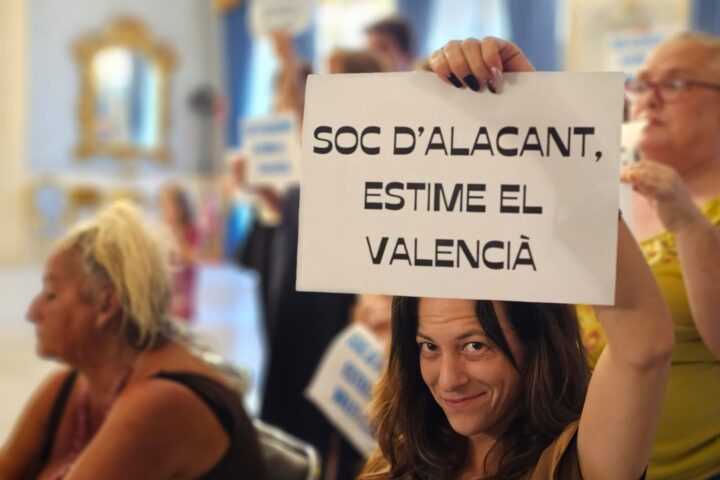 SOC D'ALACANT,
ESTIME EL
VALENCIÀ